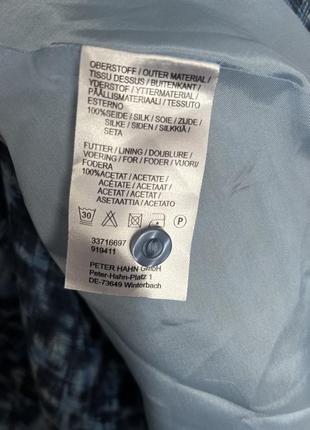 OBERSTOFF / OUTER MATERIAL /
TISSU DESSUS / BUITENKANT /
YDERSTOF / YTTERMATERIAL /
PÄÄLLISMATERIAALI / TESSUTO
ESTERNO
100%SEIDE / SILK / SOIE / ZIJDE /
SILKE / SIDEN / SILKKIÄ /
SETA
FUTTER / LINING / DOUBLURE /
VOERING / FOR / FODER / VUORI/
FODERA
100%ACETAT / ACETATE /
ACÉTATE / ACETAAT /
ACETAT / ACETAT /
ASETAATTIA / ACETATO
30 P
33716697
919411
PETER HAHN GmbH
Peter-Hahn-Platz 1
DE-73649 Winterbach